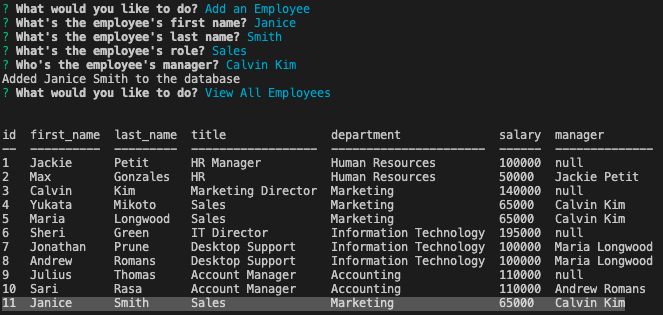 ? What would you like to do? Add an Employee
? What's the employee's first name? Janice
? What's the employee's last name? Smith
? What's the employee's role? Sales
? Who's the employee's manager? Calvin Kim
Added Janice Smith to the database
? What would you like to do? View All Employees
id  first_name  last_name  title               department              salary  manager
--  ----------  ---------  ------------------  ----------------------  ------  --------------
1   Jackie      Petit      HR Manager          Human Resources         100000  null
2   Max         Gonzales   HR                  Human Resources         50000   Jackie Petit
3   Calvin      Kim        Marketing Director  Marketing               140000  null
4   Yukata      Mikoto     Sales               Marketing               65000   Calvin Kim
5   Maria       Longwood   Sales               Marketing               65000   Calvin Kim
6   Sheri       Green      IT Director         Information Technology  195000  null
7   Jonathan    Prune      Desktop Support     Information Technology  100000  Maria Longwood
8   Andrew      Romans     Desktop Support     Information Technology  100000  Maria Longwood
9   Julius      Thomas     Account Manager     Accounting              110000  null
10  Sari        Rasa       Account Manager     Accounting              110000  Andrew Romans
11  Janice      Smith      Sales               Marketing               65000   Calvin Kim